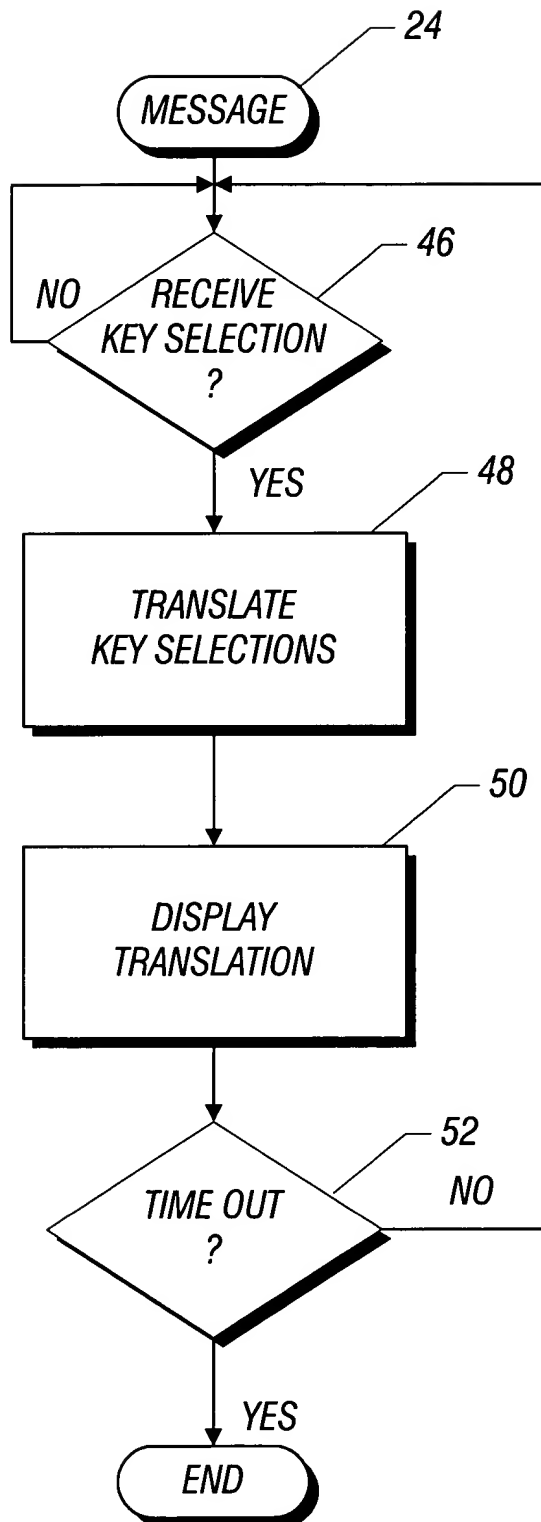 24
MESSAGE
46
NO
RECEIVE
KEY SELECTION
?
YES
48
TRANSLATE
KEY SELECTIONS
50
DISPLAY
TRANSLATION
52
NO
TIME OUT
?
YES
END